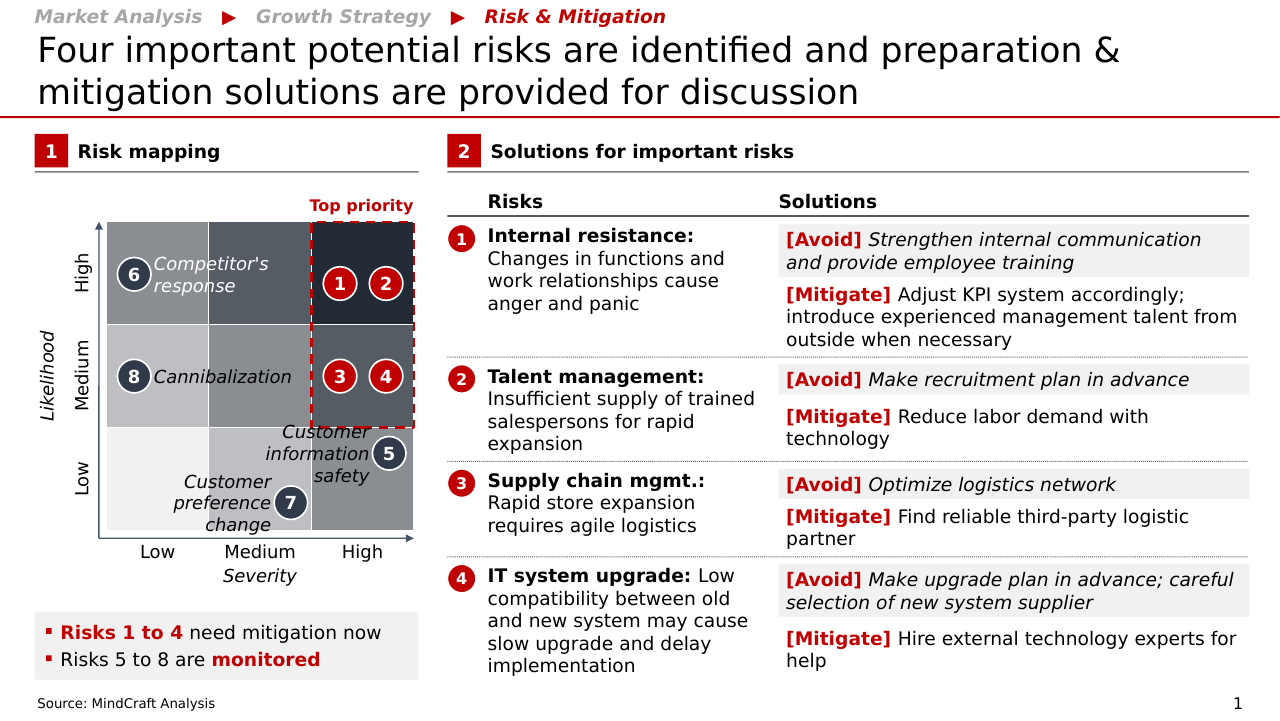 Market Analysis ▶ Growth Strategy ▶ Risk & Mitigation
Four important potential risks are identified and preparation &
mitigation solutions are provided for discussion
1 Risk mapping
Top priority
Likelihood
High
Medium
Low
6 Competitor's
response
1 2
8 Cannibalization
3 4
Customer
information
safety
5
Customer
preference
change
7
Low Medium High
Severity
▪ Risks 1 to 4 need mitigation now
▪ Risks 5 to 8 are monitored
2 Solutions for important risks
Risks Solutions
1 Internal resistance:
Changes in functions and
work relationships cause
anger and panic
[Avoid] Strengthen internal communication
and provide employee training
[Mitigate] Adjust KPI system accordingly;
introduce experienced management talent from
outside when necessary
2 Talent management:
Insufficient supply of trained
salespersons for rapid
expansion
[Avoid] Make recruitment plan in advance
[Mitigate] Reduce labor demand with
technology
3 Supply chain mgmt.:
Rapid store expansion
requires agile logistics
[Avoid] Optimize logistics network
[Mitigate] Find reliable third-party logistic
partner
4 IT system upgrade: Low
compatibility between old
and new system may cause
slow upgrade and delay
implementation
[Avoid] Make upgrade plan in advance; careful
selection of new system supplier
[Mitigate] Hire external technology experts for
help
Source: MindCraft Analysis
1